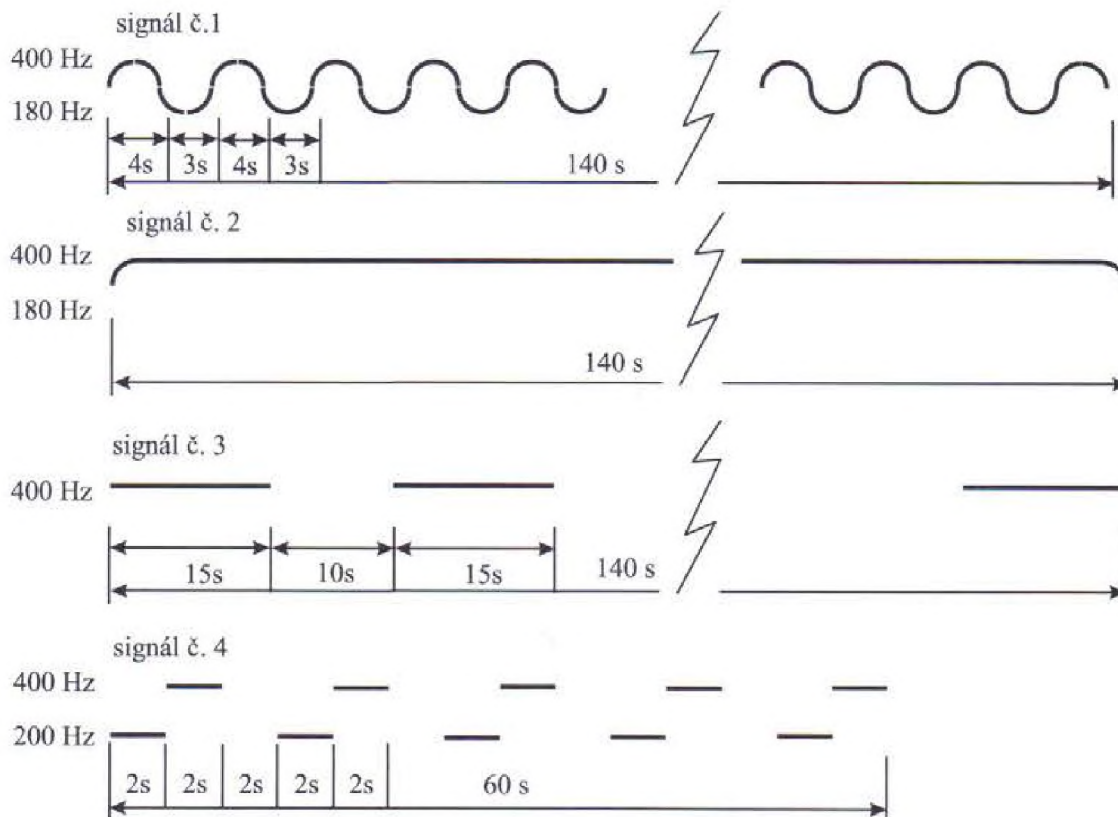 signál č.1
400 Hz
180 Hz
4s 3s 4s 3s 140 s
signál č. 2
400 Hz
180 Hz
140 s
signál č. 3
400 Hz
15s 10s 15s 140 s
signál č. 4
400 Hz
200 Hz
2s 2s 2s 2s 2s 60 s